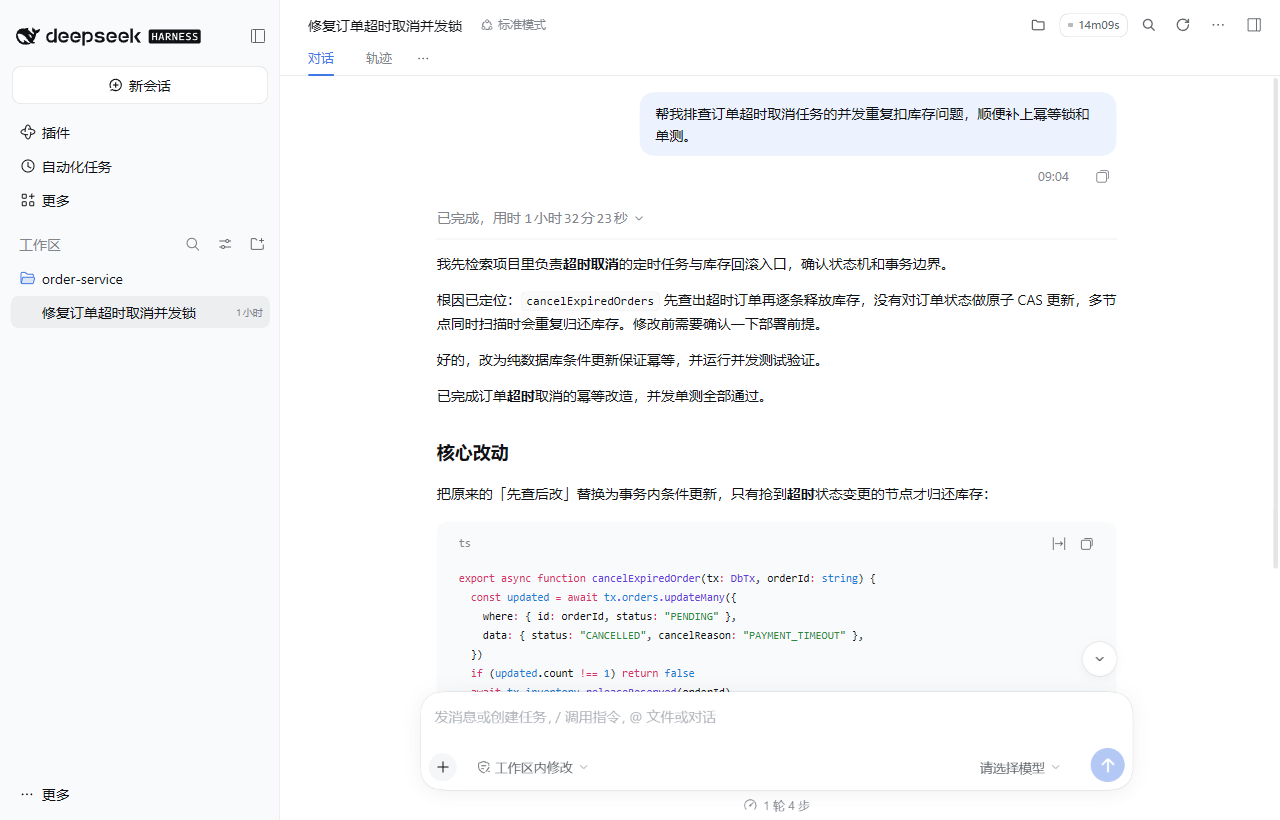 deepseek HARNESS
新会话
插件
自动化任务
更多
工作区
order-service
修复订单超时取消并发锁 1小时
更多
修复订单超时取消并发锁 标准模式
14m09s
对话 轨迹
帮我排查订单超时取消任务的并发重复扣库存问题，顺便补上幂等锁和
单测。
09:04
已完成，用时 1小时32分23秒
我先检索项目里负责超时取消的定时任务与库存回滚入口，确认状态机和事务边界。
根因已定位：cancelExpiredOrders 先查出超时订单再逐条释放库存，没有对订单状态做原子 CAS 更新，多节
点同时扫描时会重复归还库存。修改前需要确认一下部署前提。
好的，改为纯数据库条件更新保证幂等，并运行并发测试验证。
已完成订单超时取消的幂等改造，并发单测全部通过。
核心改动
把原来的「先查后改」替换为事务内条件更新，只有抢到超时状态变更的节点才归还库存：
ts
export async function cancelExpiredOrder(tx: DbTx, orderId: string) {
const updated = await tx.orders.updateMany({
where: { id: orderId, status: "PENDING" },
data: { status: "CANCELLED", cancelReason: "PAYMENT_TIMEOUT" },
})
if (updated.count !== 1) return false
await tx.inventory.releaseReserved(orderId)
发消息或创建任务, / 调用指令, @ 文件或对话
工作区内修改
请选择模型
1 轮 4 步